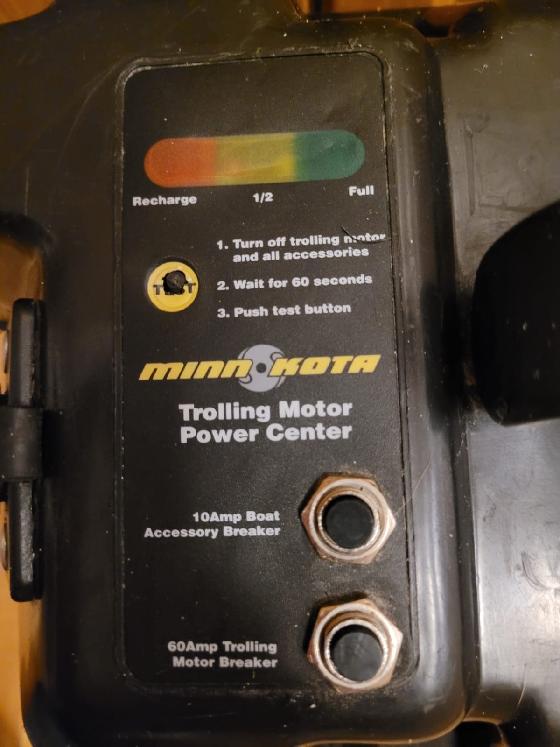 Recharge 1/2 Full
1. Turn off trolling motor
and all accessories
TEST
2. Wait for 60 seconds
3. Push test button
MINN KOTA
Trolling Motor
Power Center
10Amp Boat
Accessory Breaker
60Amp Trolling
Motor Breaker